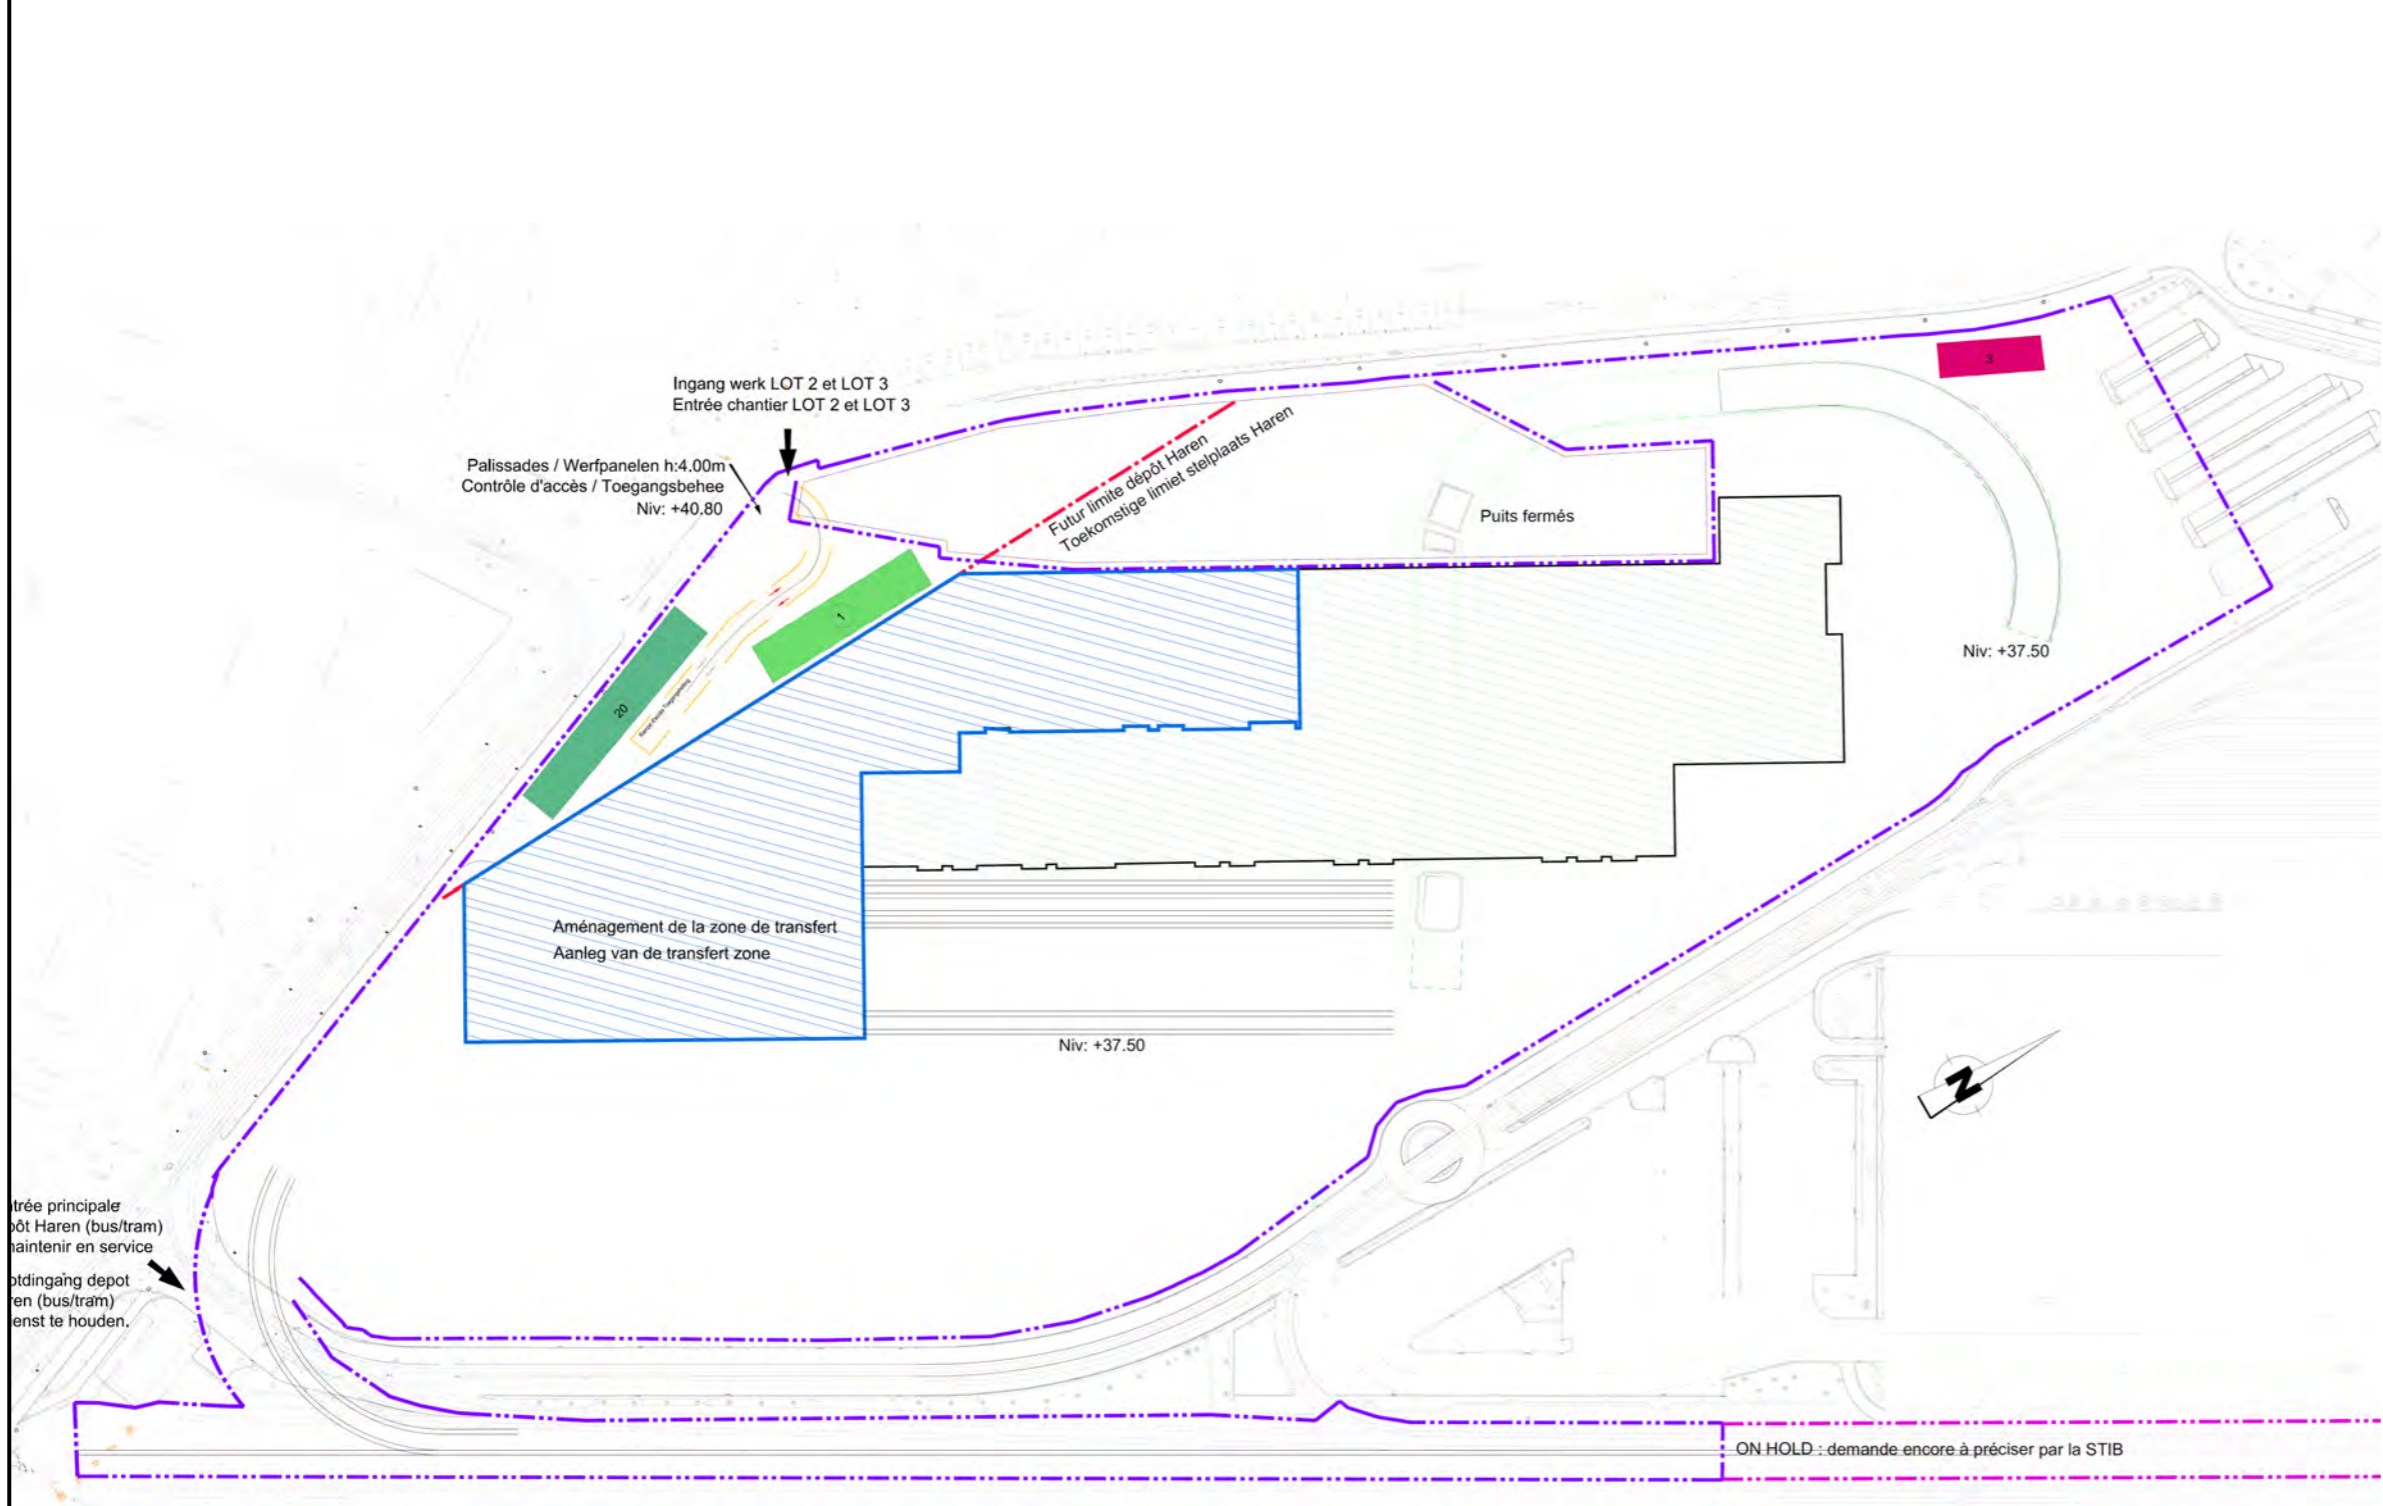 Ingang werk LOT 2 et LOT 3
Entrée chantier LOT 2 et LOT 3
Palissades / Werfpanelen h:4.00m
Contrôle d'accès / Toegangsbehee
Niv: +40.80
Futur limite dépôt Haren
Toekomstige limiet stelplaats Haren
3
Puits fermés
1
Niv: +37.50
20
Aménagement de la zone de transfert
Aanleg van de transfert zone
Niv: +37.50
N
trée principale
ôt Haren (bus/tram)
aintenir en service
otdingang depot
ren (bus/tram)
enst te houden.
ON HOLD : demande encore à préciser par la STIB